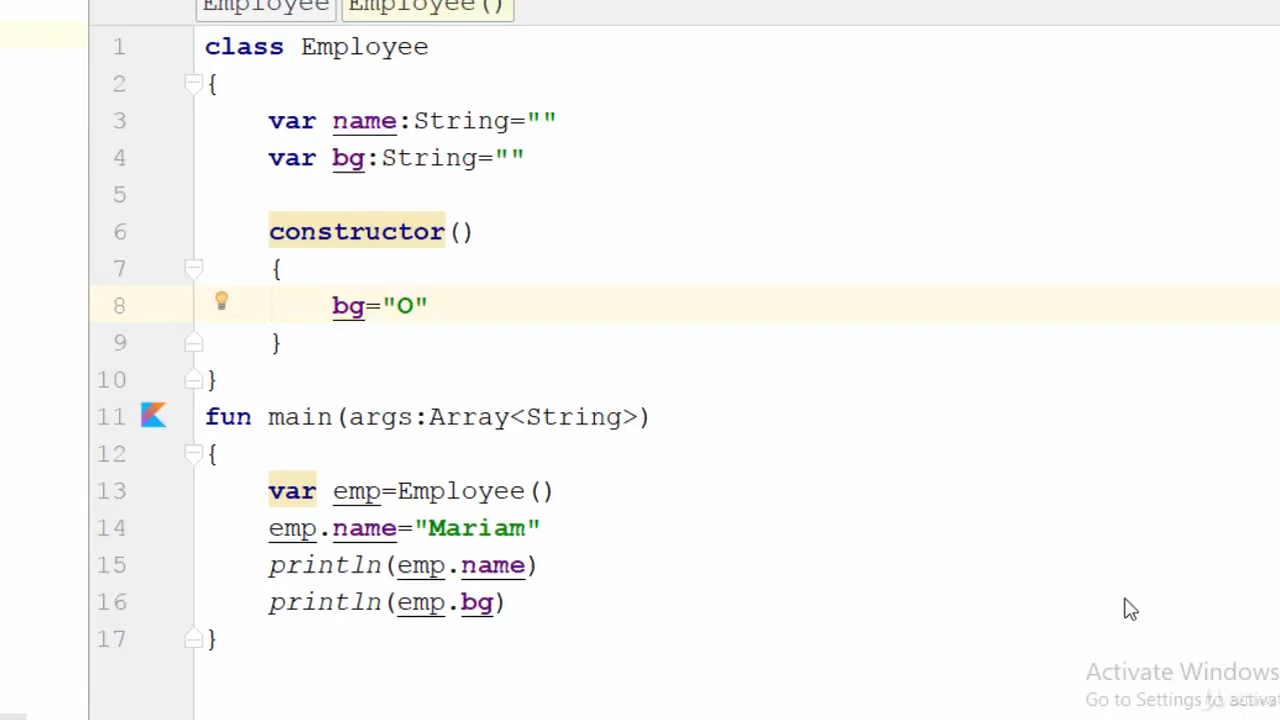 Employee Employee()
1 class Employee
2 {
3 var name:String=""
4 var bg:String=""
5
6 constructor()
7 {
8 bg="O"
9 }
10 }
11 fun main(args:Array<String>)
12 {
13 var emp=Employee()
14 emp.name="Mariam"
15 println(emp.name)
16 println(emp.bg)
17 }
Activate Windows
Go to Settings to activa